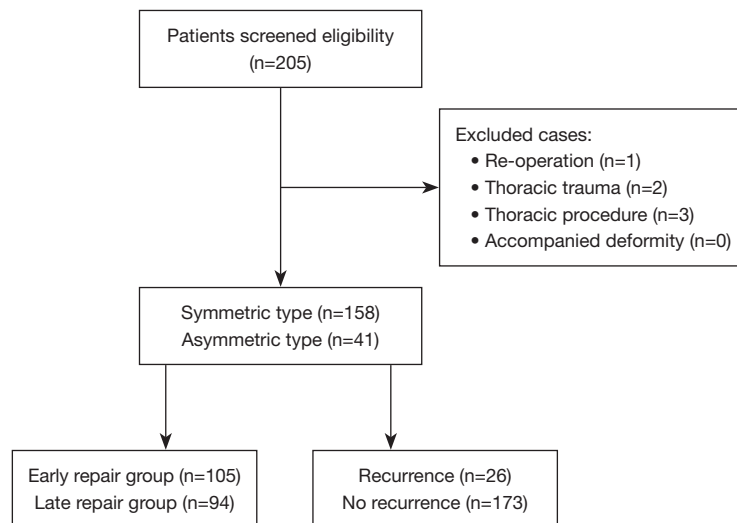 Patients screened eligibility
(n=205)
Excluded cases:
• Re-operation (n=1)
• Thoracic trauma (n=2)
• Thoracic procedure (n=3)
• Accompanied deformity (n=0)
Symmetric type (n=158)
Asymmetric type (n=41)
Early repair group (n=105)
Late repair group (n=94)
Recurrence (n=26)
No recurrence (n=173)